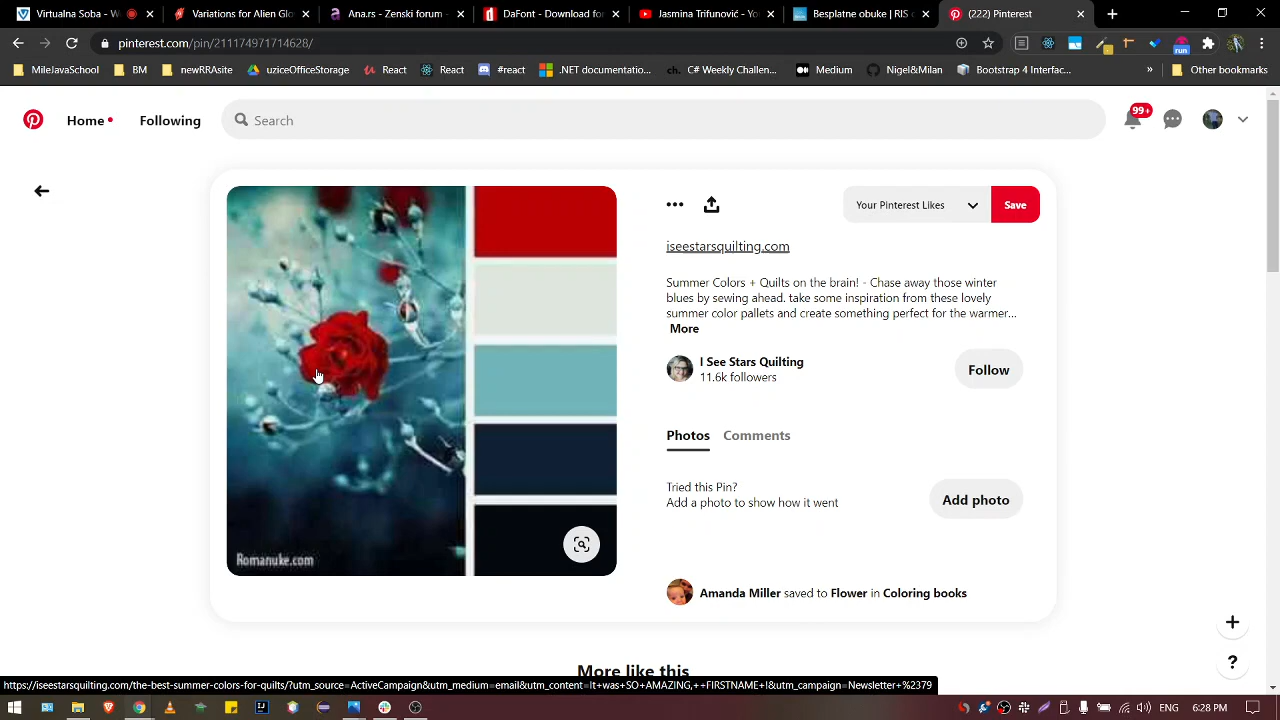 Virtualna Soba - W
Variations for Alien Glo
Ana.rs - Zenski forum -
DaFont - Download fo
Jasmina Trifunović - Yo
Besplatne obuke | RIS c
(222) Pinterest
pinterest.com/pin/211174971714628/
run
MrkdavaSchool
BM
newRRAsite
uziceOfficeStorage
React
React
#react
.NET documentatio...
ch. C# Weekly Challen...
Medium
Nigel&Milan
Bootstrap 4 Interfac...
»
Other bookmarks
Home
Following
Search
99+
Your Pinterest Likes
Save
iseestarsquilting.com
Summer Colors + Quilts on the brain! - Chase away those winter
blues by sewing ahead. take some inspiration from these lovely
summer color pallets and create something perfect for the warmer...
More
I See Stars Quilting
11.6k followers
Follow
Photos Comments
Tried this Pin?
Add a photo to show how it went
Add photo
Romanuke.com
Amanda Miller saved to Flower in Coloring books
+
?
More like this
https://iseestarsquilting.com/the-best-summer-colors-for-quilts/?utm_source=ActiveCampaign&utm_medium=email&utm_content=It+was+SO+AMAZING,++FIRSTNAME+!&utm_campaign=Newsletter+%2379
ENG 6:28 PM